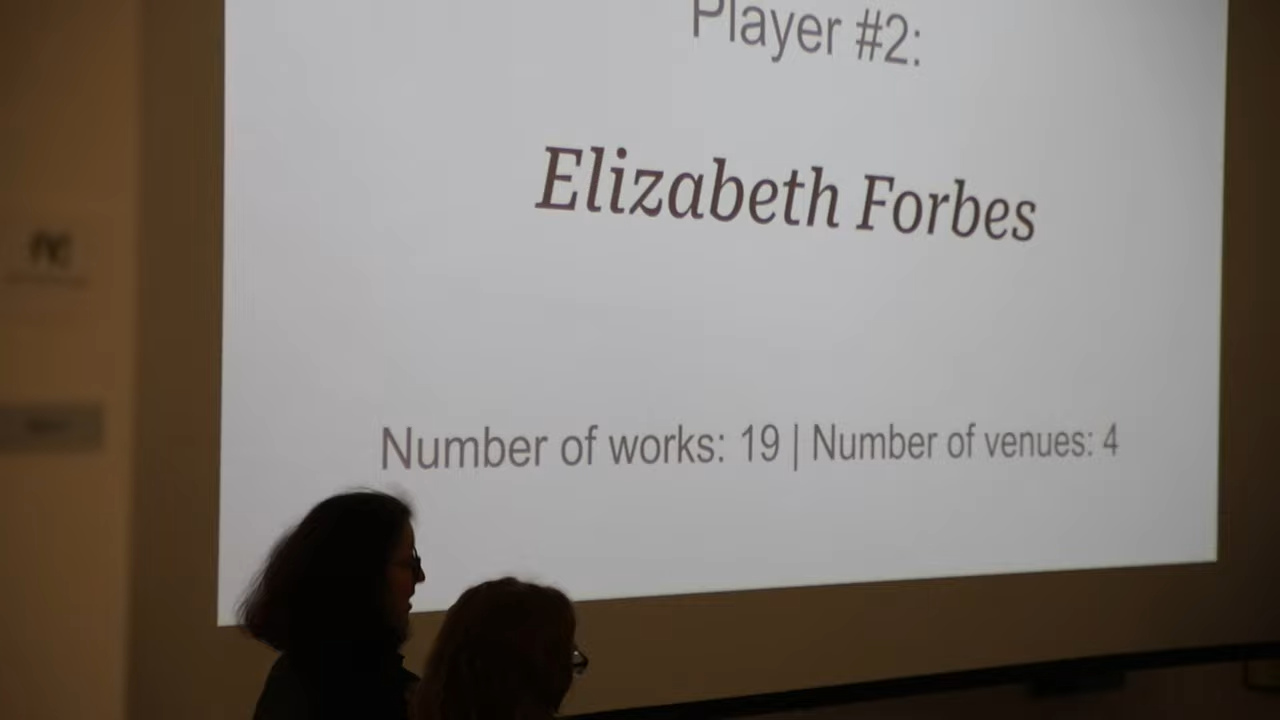 Player #2:
Elizabeth Forbes
Number of works: 19 | Number of venues: 4